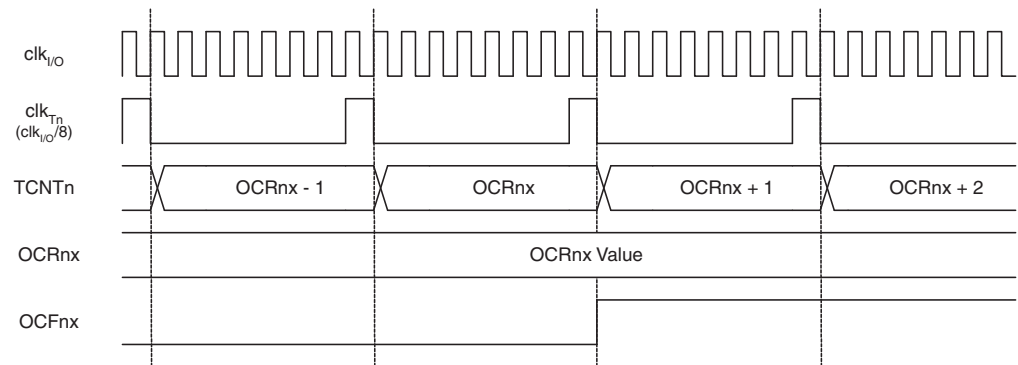 clkI/O
clkTn
(clkI/O/8)
TCNTn
OCRnx - 1
OCRnx
OCRnx + 1
OCRnx + 2
OCRnx
OCRnx Value
OCFnx